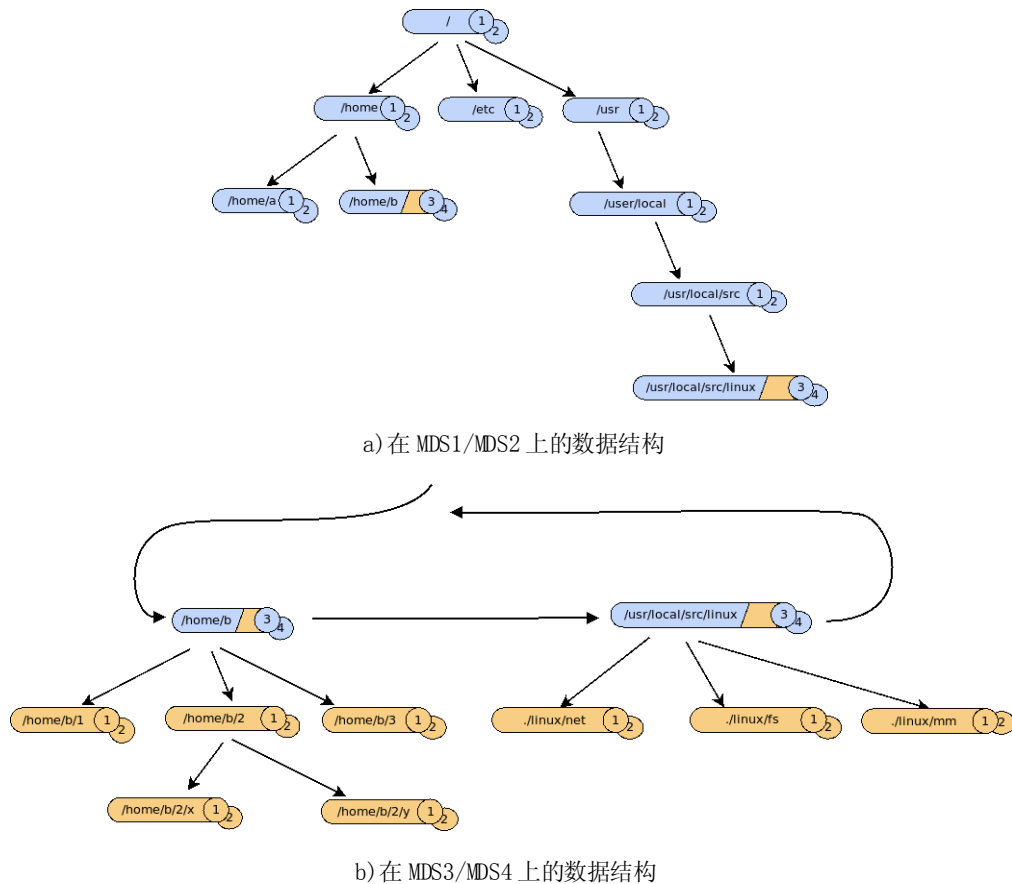 / 1 2
/home 1 2 /etc 1 2 /usr 1 2
/home/a 1 2 /home/b 3 4 /user/local 1 2
/usr/local/src 1 2
/usr/local/src/linux 3 4
a)在 MDS1/MDS2 上的数据结构
/home/b 3 4 /usr/local/src/linux 3 4
/home/b/1 1 2 /home/b/2 1 2 /home/b/3 1 2 ./linux/net 1 2 ./linux/fs 1 2 ./linux/mm 1 2
/home/b/2/x 1 2 /home/b/2/y 1 2
b)在 MDS3/MDS4 上的数据结构